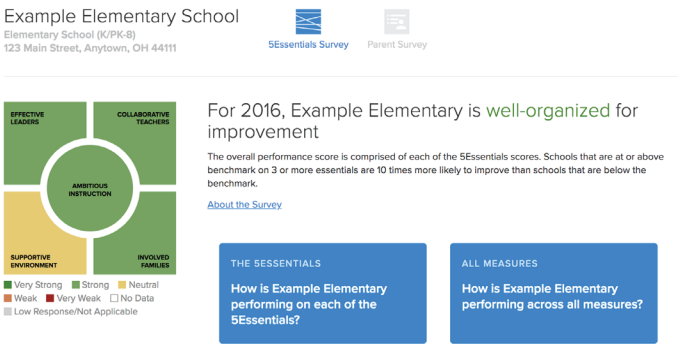 Example Elementary School
Elementary School (K/PK-8)
123 Main Street, Anytown, OH 44111
5Essentials Survey
Parent Survey
EFFECTIVE
LEADERS
COLLABORATIVE
TEACHERS
AMBITIOUS
INSTRUCTION
SUPPORTIVE
ENVIRONMENT
INVOLVED
FAMILIES
Very Strong Strong Neutral
Weak Very Weak No Data
Low Response/Not Applicable
For 2016, Example Elementary is well-organized for
improvement
The overall performance score is comprised of each of the 5Essentials scores. Schools that are at or above
benchmark on 3 or more essentials are 10 times more likely to improve than schools that are below the
benchmark.
About the Survey
THE 5ESSENTIALS
How is Example Elementary
performing on each of the
5Essentials?
ALL MEASURES
How is Example Elementary
performing across all measures?